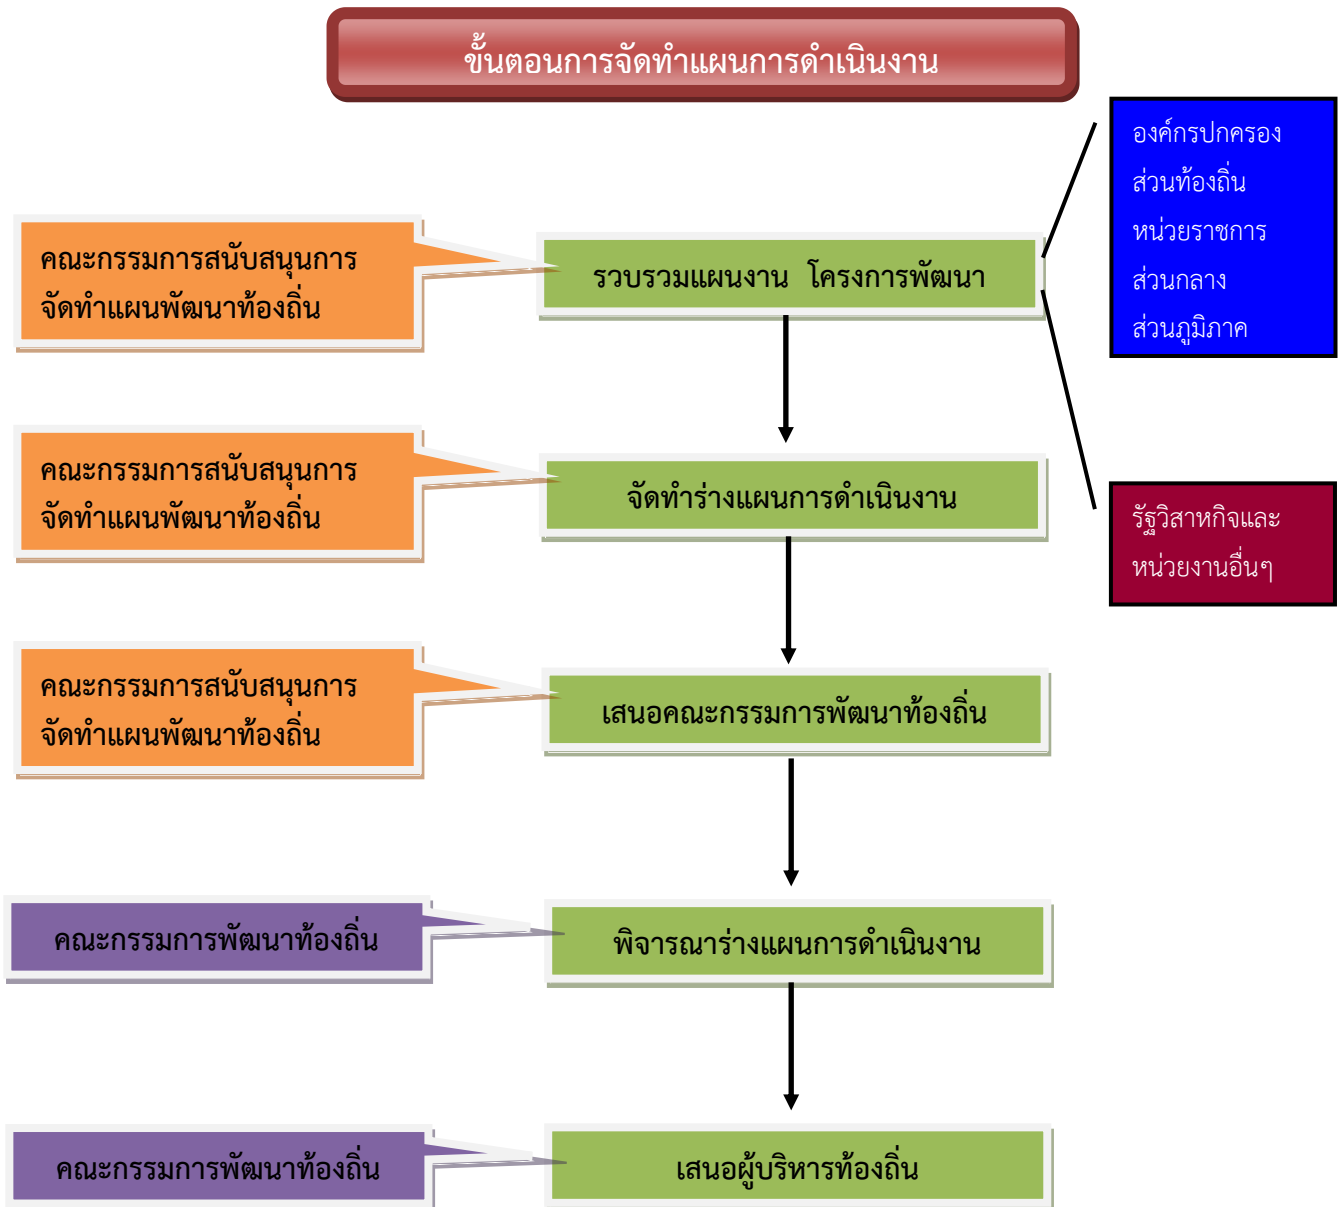 ขั้นตอนการจัดทำแผนการดำเนินงาน
องค์กรปกครอง
ส่วนท้องถิ่น
หน่วยราชการ
ส่วนกลาง
ส่วนภูมิภาค
คณะกรรมการสนับสนุนการ
จัดทำแผนพัฒนาท้องถิ่น
รวบรวมแผนงาน โครงการพัฒนา
คณะกรรมการสนับสนุนการ
จัดทำแผนพัฒนาท้องถิ่น
จัดทำร่างแผนการดำเนินงาน
รัฐวิสาหกิจและ
หน่วยงานอื่นๆ
คณะกรรมการสนับสนุนการ
จัดทำแผนพัฒนาท้องถิ่น
เสนอคณะกรรมการพัฒนาท้องถิ่น
คณะกรรมการพัฒนาท้องถิ่น
พิจารณาร่างแผนการดำเนินงาน
คณะกรรมการพัฒนาท้องถิ่น
เสนอผู้บริหารท้องถิ่น